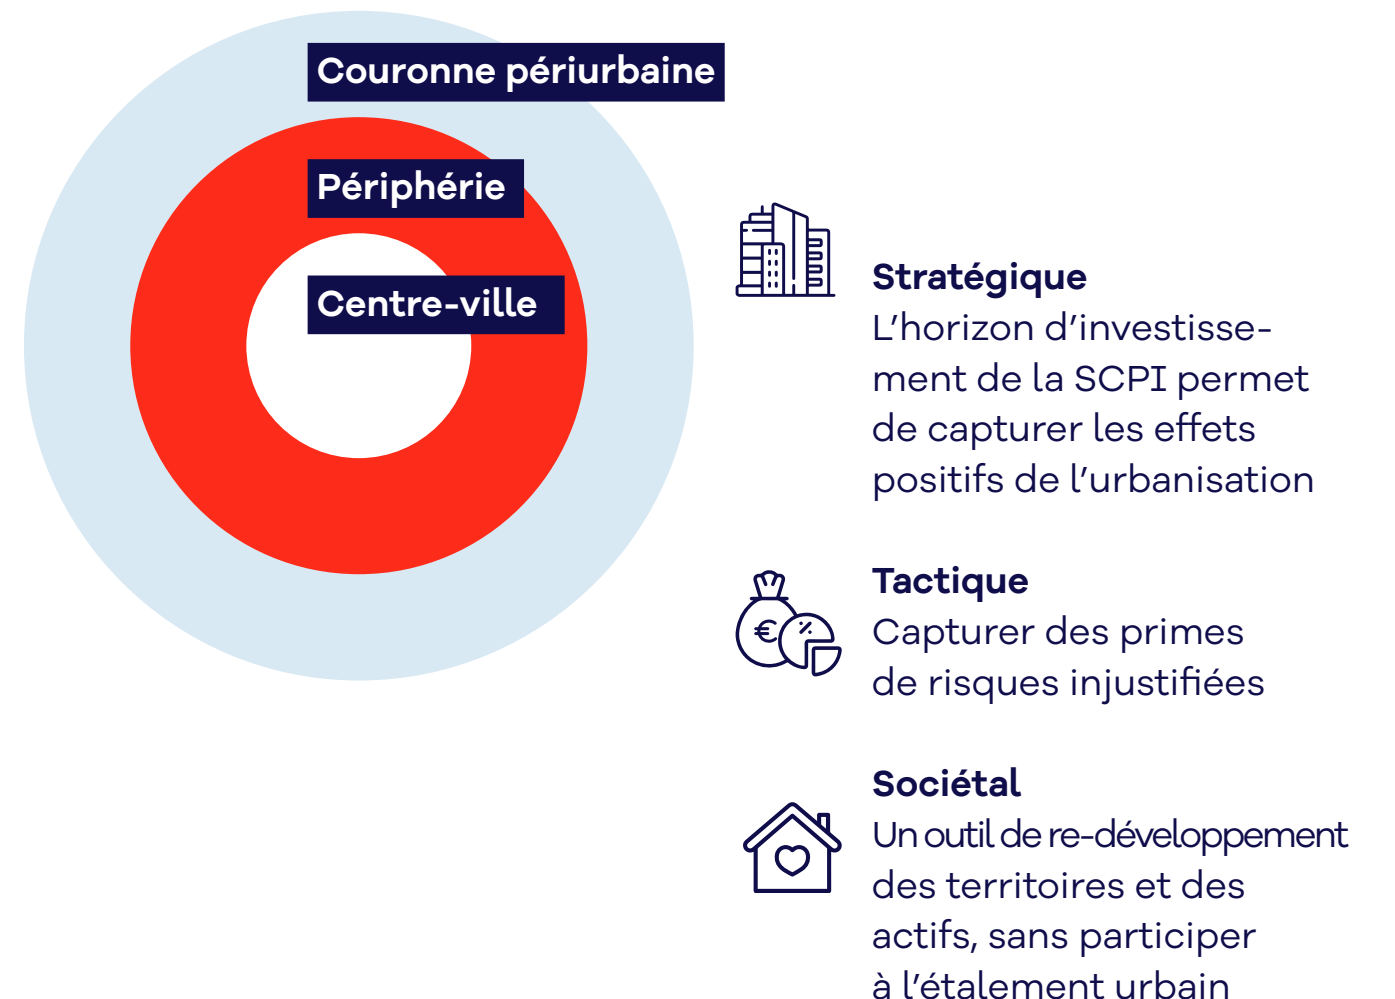 Couronne périurbaine
Périphérie
Centre-ville
Stratégique
L’horizon d’investisse-
ment de la SCPI permet
de capturer les effets
positifs de l’urbanisation
€
%
Tactique
Capturer des primes
de risques injustifiées
Sociétal
Un outil de re-développement
des territoires et des
actifs, sans participer
à l’étalement urbain